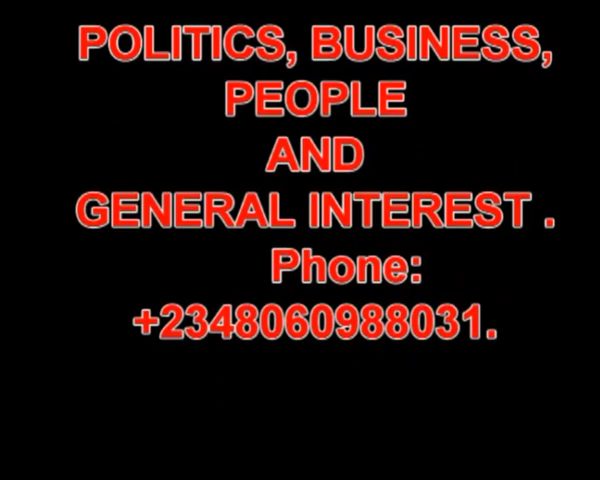 POLITICS, BUSINESS,
PEOPLE
AND
GENERAL INTEREST .
Phone:
+2348060988031.